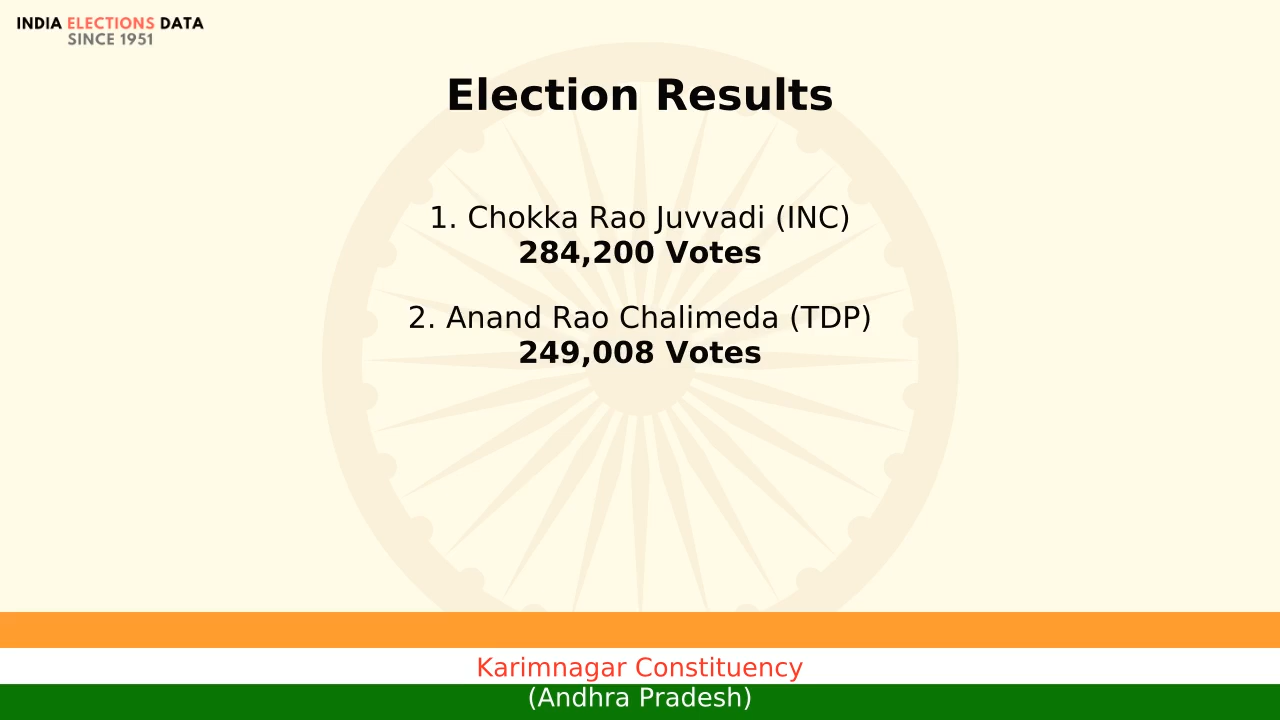 INDIA ELECTIONS DATA
SINCE 1951
Election Results
1. Chokka Rao Juvvadi (INC)
284,200 Votes
2. Anand Rao Chalimeda (TDP)
249,008 Votes
Karimnagar Constituency
(Andhra Pradesh)